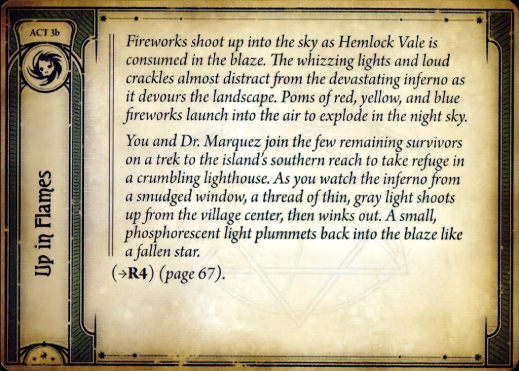 ACT 3b
Up in Flames
Fireworks shoot up into the sky as Hemlock Vale is
consumed in the blaze. The whizzing lights and loud
crackles almost distract from the devastating inferno as
it devours the landscape. Poms of red, yellow, and blue
fireworks launch into the air to explode in the night sky.
You and Dr. Marquez join the few remaining survivors
on a trek to the island's southern reach to take refuge in
a crumbling lighthouse. As you watch the inferno from
a smudged window, a thread of thin, gray light shoots
up from the village center, then winks out. A small,
phosphorescent light plummets back into the blaze like
a fallen star.
(→R4) (page 67).